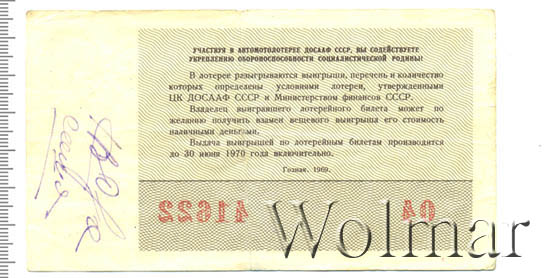 УЧАСТВУЯ В АВТОМОТОЛОТЕРЕЕ ДОСААФ СССР, ВЫ СОДЕЙСТВУЕТЕ
УКРЕПЛЕНИЮ ОБОРОНОСПОСОБНОСТИ СОЦИАЛИСТИЧЕСКОЙ РОДИНЫ!
В лотерее разыгрываются выигрыши, перечень и количество
которых определены условиями лотереи, утвержденными
ЦК ДОСААФ СССР и Министерством финансов СССР.
Владелец выигравшего лотерейного билета может по
желанию получить взамен вещевого выигрыша его стоимость
наличными деньгами.
Выдача выигрышей по лотерейным билетам производится
до 30 июня 1970 года включительно.
Гознак. 1969.
41622 04
Wolmar